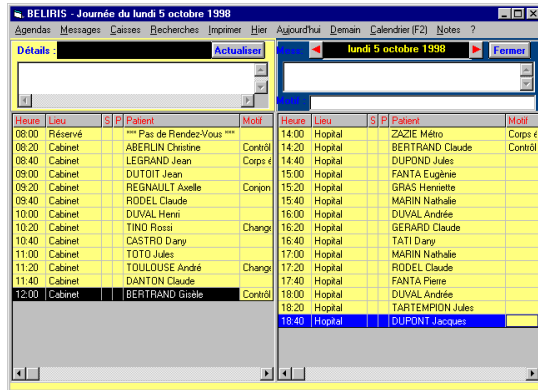 BELIRIS - Journée du lundi 5 octobre 1998
Agendas Messages Caisses Recherches Imprimer Hier Aujourd'hui Demain Calendrier (F2) Notes ?
Détails : Actualiser
Mess: lundi 5 octobre 1998 Fermer
Motif :
Heure Lieu S P Patient Motif
08:00 Réservé *** Pas de Rendez-Vous ***
08:20 Cabinet ABERLIN Christine Contrôl
08:40 Cabinet LEGRAND Jean Corps é
09:00 Cabinet DUTOIT Jean
09:20 Cabinet REGNAULT Axelle Conjon
09:40 Cabinet RODEL Claude
10:00 Cabinet DUVAL Henri
10:20 Cabinet TINO Rossi Change
10:40 Cabinet CASTRO Dany
11:00 Cabinet TOTO Jules
11:20 Cabinet TOULOUSE André Change
11:40 Cabinet DANTON Claude
12:00 Cabinet BERTRAND Gisèle Contrôl
Heure Lieu S P Patient Motif
14:00 Hopital ZAZIE Métro Corps é
14:20 Hopital BERTRAND Claude Contrôl
14:40 Hopital DUPOND Jules
15:00 Hopital FANTA Eugènie
15:20 Hopital GRAS Henriette
15:40 Hopital MARIN Nathalie
16:00 Hopital DUVAL Andrée
16:20 Hopital GERARD Claude
16:40 Hopital TATI Dany
17:00 Hopital MARIN Nathalie
17:20 Hopital RODEL Claude
17:40 Hopital FANTA Pierre
18:00 Hopital DUVAL Andrée
18:20 Hopital TARTEMPION Jules
18:40 Hopital DUPONT Jacques